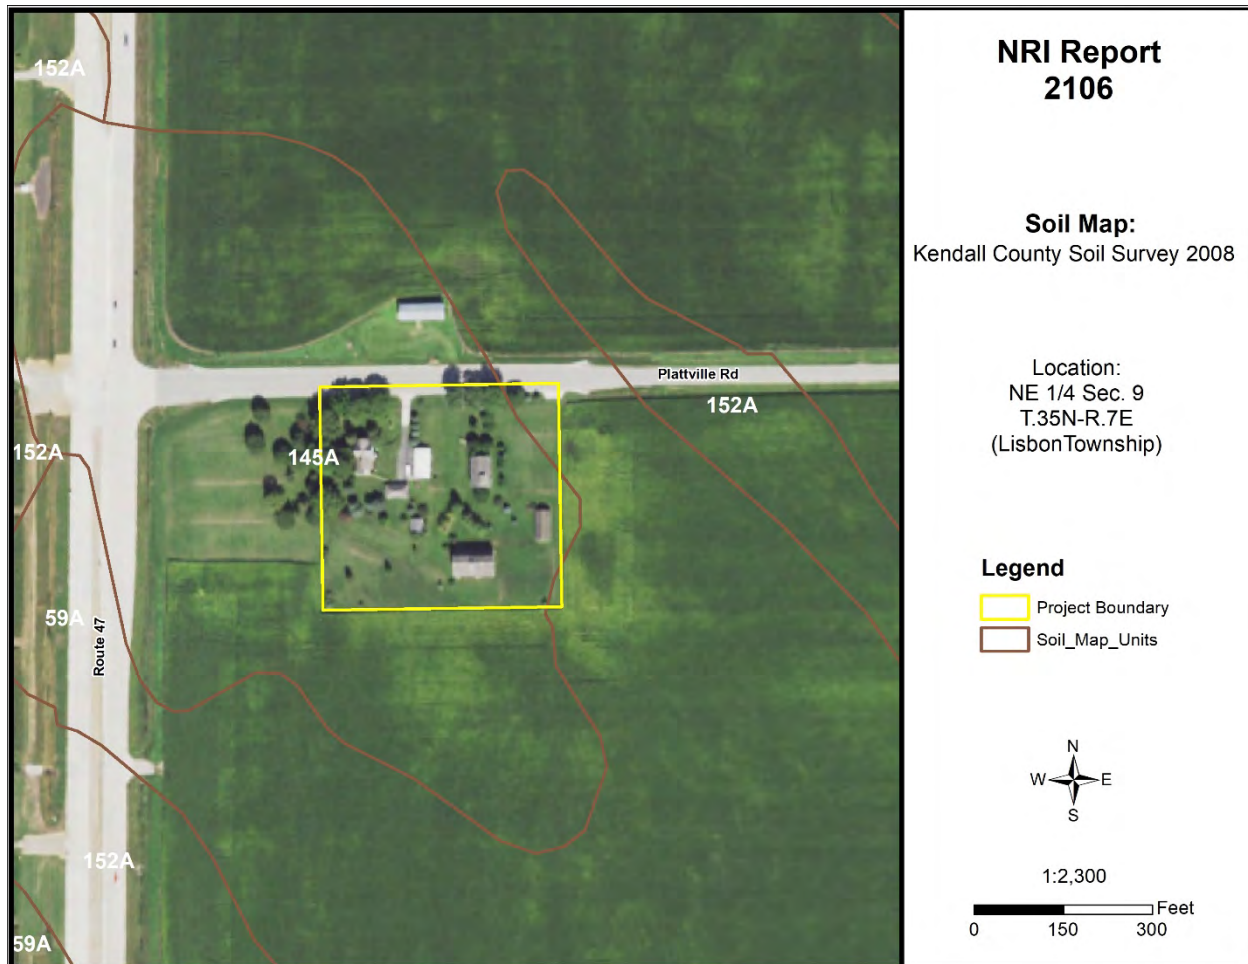 152A
Plattville Rd
152A
145A
152A
59A
Route 47
152A
59A
NRI Report
2106
Soil Map:
Kendall County Soil Survey 2008
Location:
NE 1/4 Sec. 9
T.35N-R.7E
(LisbonTownship)
Legend
Project Boundary
Soil_Map_Units
N
W E
S
1:2,300
Feet
0 150 300